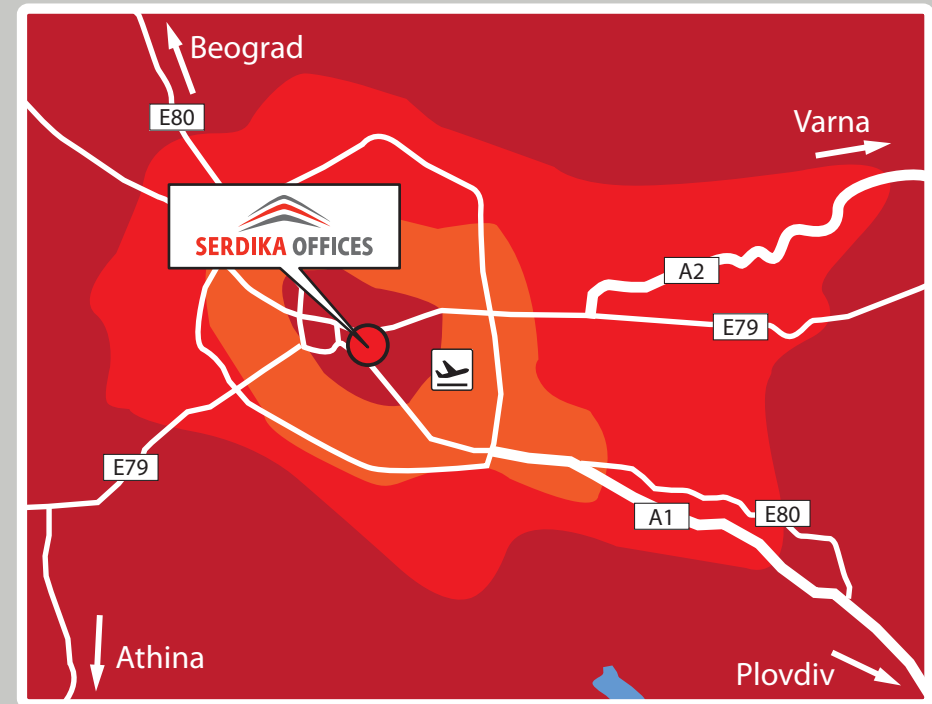 Beograd
E80
Varna
SERDIKA OFFICES
A2
E79
E79
A1
E80
Athina
Plovdiv